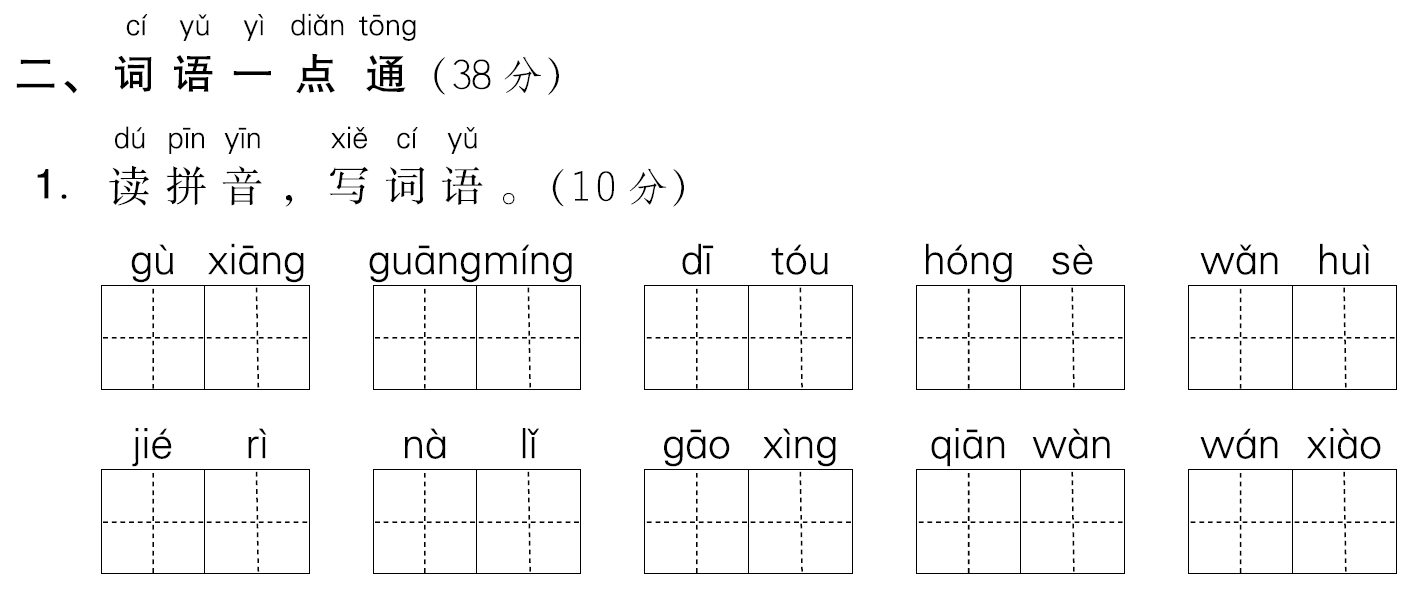 cí yǔ yì diǎn tōng
二、词语一点通(38分)
dú pīn yīn xiě cí yǔ
1. 读拼音,写词语。(10分)
gù xiāng guāngmíng dī tóu hóng sè wǎn huì
jié rì nà lǐ gāo xìng qiān wàn wán xiào